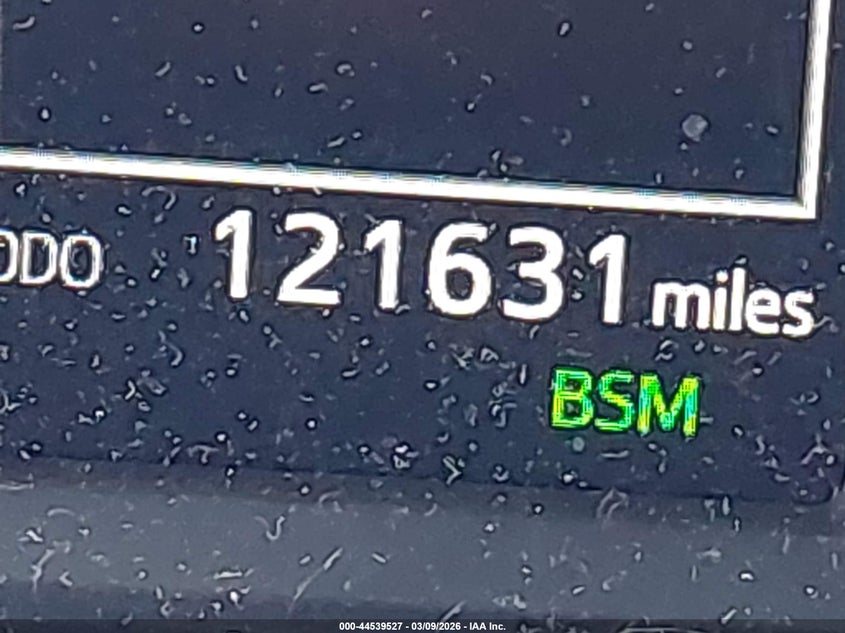 ODO 121631 miles
BSM
000-44539527 - 03/09/2026 - IAA Inc.